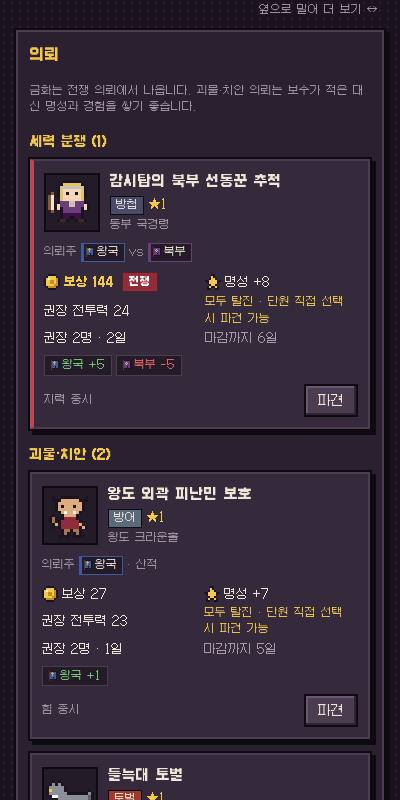 옆으로 밀어 더 보기 ↔
의뢰
금화는 전쟁 의뢰에서 나옵니다. 괴물·치안 의뢰는 보수가 적은 대
신 명성과 경험을 쌓기 좋습니다.
세력 분쟁 (1)
감시탑의 북부 선동꾼 추적
방첩 ★1
동부 국경령
의뢰주 왕국 vs 북부
보상 144 전쟁
명성 +8
권장 전투력 24
모두 탈진 · 단원 직접 선택
시 파견 가능
권장 2명 · 2일
마감까지 6일
왕국 +5 북부 -5
지력 중시
파견
괴물·치안 (2)
왕도 외곽 피난민 보호
방어 ★1
왕도 크라운홀
의뢰주 왕국 · 산적
보상 27
명성 +7
권장 전투력 23
모두 탈진 · 단원 직접 선택
시 파견 가능
권장 2명 · 1일
마감까지 5일
왕국 +1
힘 중시
파견
들늑대 토벌
토벌 ★1